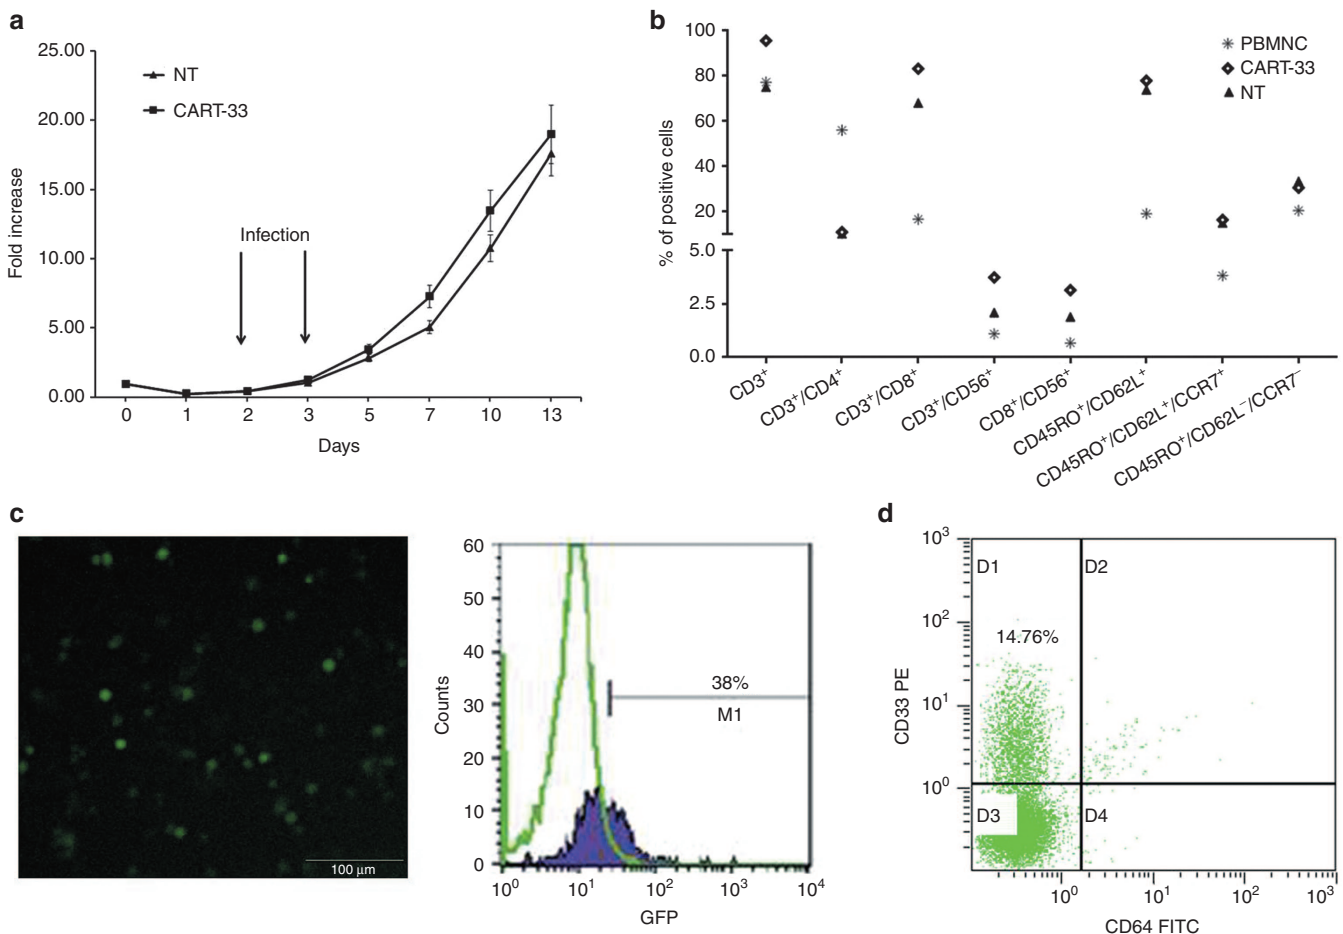 a
25.00
20.00
15.00
10.00
5.00
0.00
Fold increase
NT
CART-33
Infection
0 1 2 3 5 7 10 13
Days
b
100
80
60
40
20
5.0
2.5
0.0
% of positive cells
PBMNC
CART-33
NT
CD3⁺
CD3⁺/CD4⁺
CD3⁺/CD8⁺
CD3⁺/CD56⁺
CD8⁺/CD56⁺
CD45RO⁺/CD62L⁺
CD45RO⁺/CD62L⁺/CCR7⁺
CD45RO⁺/CD62L⁻/CCR7⁻
c
100 μm
60
50
40
30
20
10
0
Counts
38%
M1
10⁰ 10¹ 10² 10³ 10⁴
GFP
d
10³
10²
10¹
10⁰
CD33 PE
D1 D2
14.76%
D3 D4
10⁰ 10¹ 10² 10³
CD64 FITC